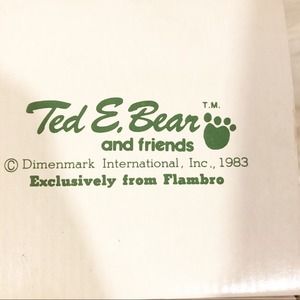 Ted E. Bear T.M.
and friends
© Dimenmark International, Inc., 1983
Exclusively from Flambro